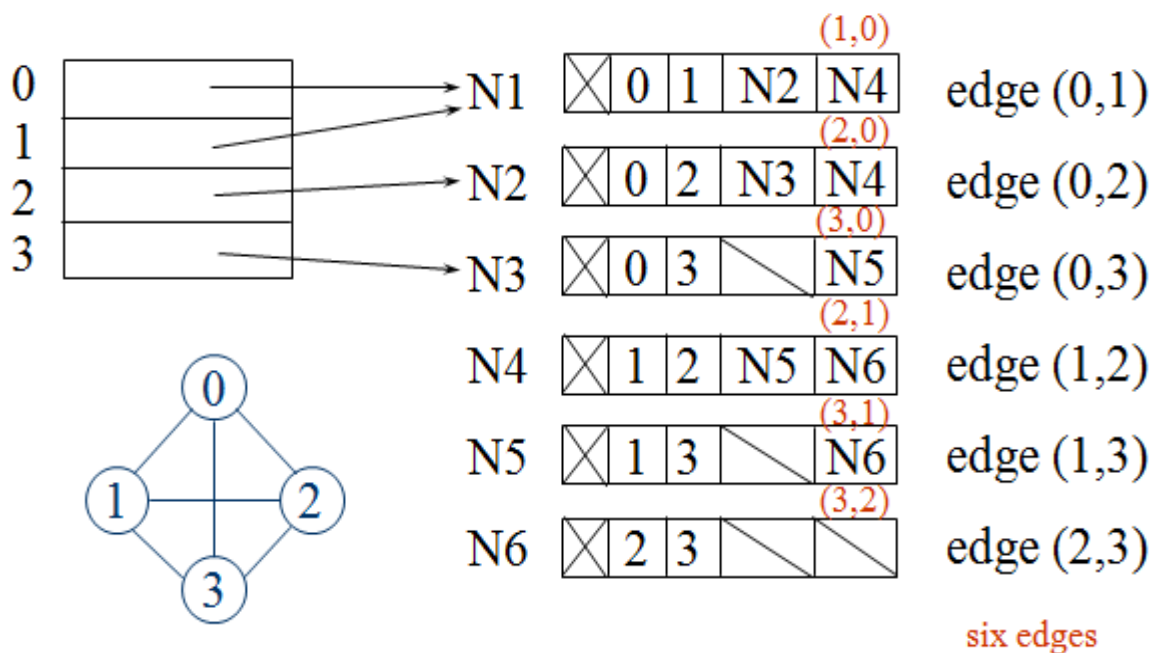 (1,0)
0 N1 0 1 N2 N4 edge (0,1)
1 (2,0)
2 N2 0 2 N3 N4 edge (0,2)
(3,0)
3 N3 0 3 N5 edge (0,3)
(2,1)
N4 1 2 N5 N6 edge (1,2)
0
(3,1)
N5 1 3 N6 edge (1,3)
1 2
(3,2)
N6 2 3 edge (2,3)
3
six edges